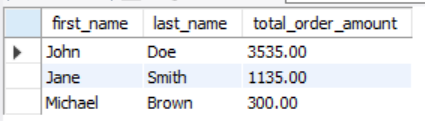 first_name last_name total_order_amount
John Doe 3535.00
Jane Smith 1135.00
Michael Brown 300.00